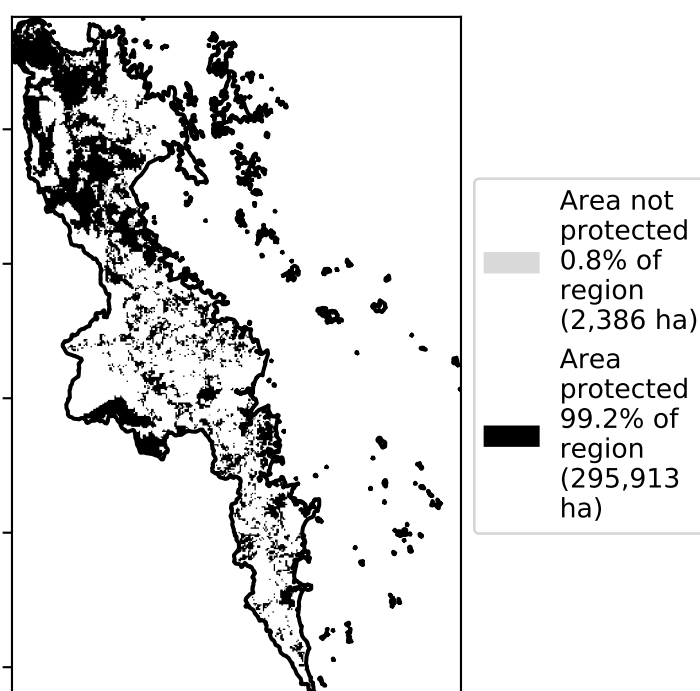 Area not
protected
0.8% of
region
(2,386 ha)
Area
protected
99.2% of
region
(295,913
ha)